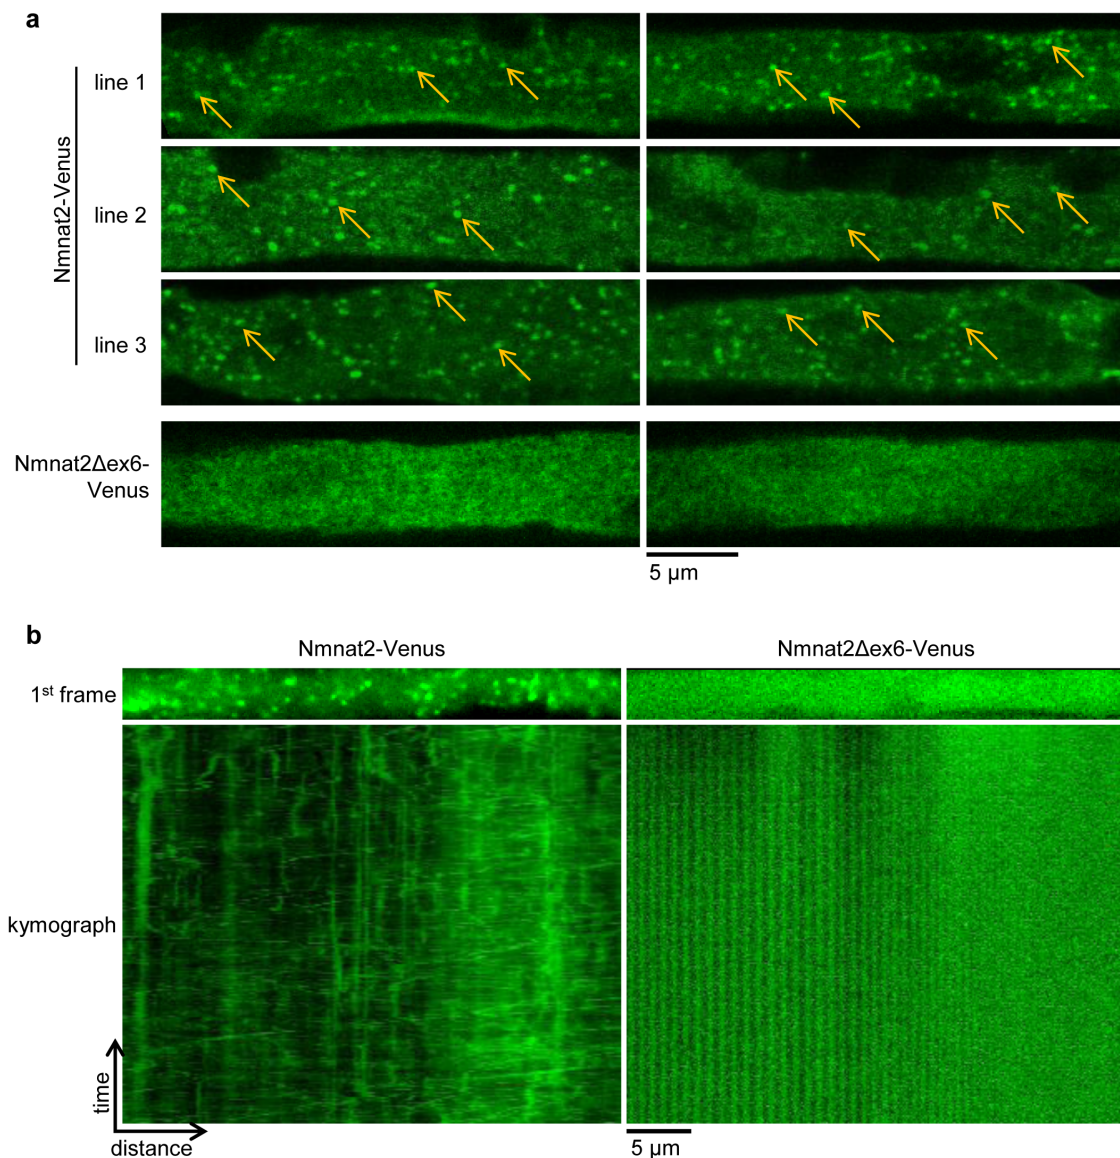 a
Nmnat2-Venus
line 1
line 2
line 3
Nmnat2Δex6-
Venus
5 µm
b
Nmnat2-Venus
Nmnat2Δex6-Venus
1st frame
kymograph
time
distance
5 µm